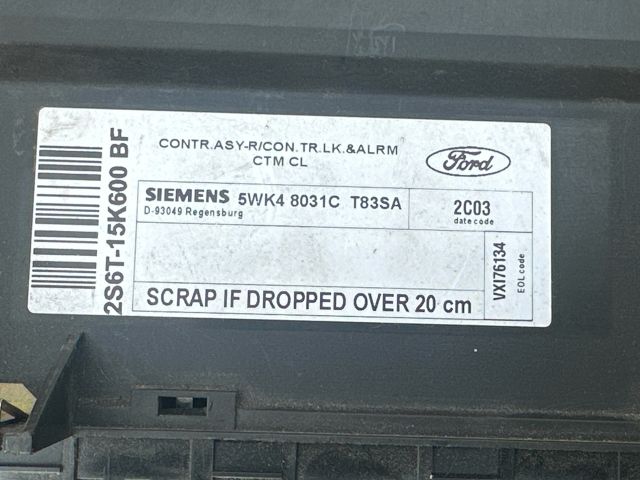 CONTR.ASY-R/CON.TR.LK.&ALRM
CTM CL
Ford
2S6T-15K600 BF
SIEMENS 5WK4 8031C T83SA
D-93049 Regensburg
2C03
date code
VXI76134
EOL code
SCRAP IF DROPPED OVER 20 cm